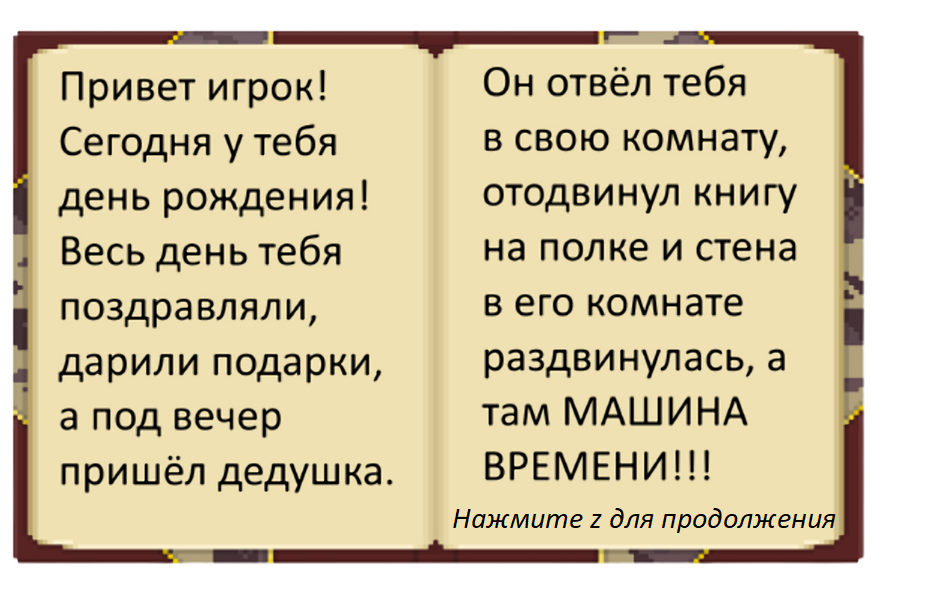 Привет игрок!
Сегодня у тебя
день рождения!
Весь день тебя
поздравляли,
дарили подарки,
а под вечер
пришёл дедушка.
Он отвёл тебя
в свою комнату,
отодвинул книгу
на полке и стена
в его комнате
раздвинулась, а
там МАШИНА
ВРЕМЕНИ!!!
Нажмите z для продолжения